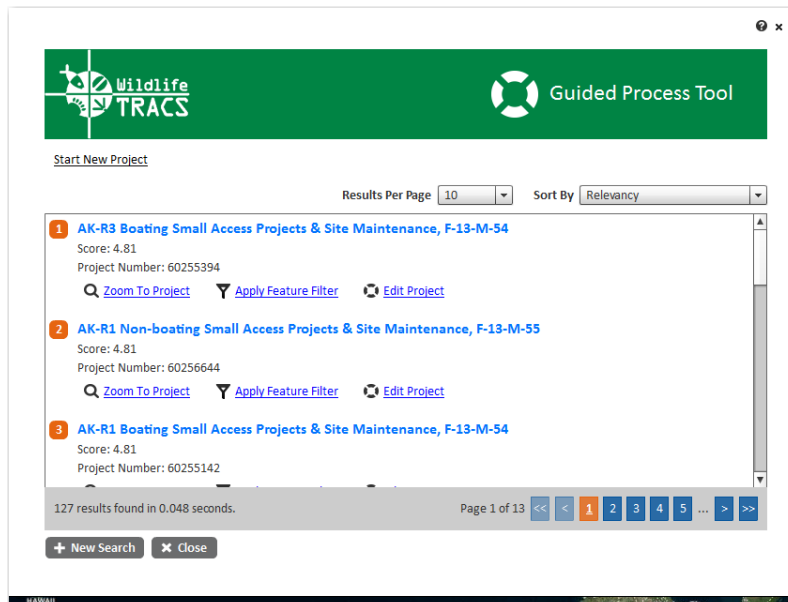 Wildlife
TRACS
Guided Process Tool
Start New Project
Results Per Page 10 Sort By Relevancy
1 AK-R3 Boating Small Access Projects & Site Maintenance, F-13-M-54
Score: 4.81
Project Number: 60255394
Zoom To Project Apply Feature Filter Edit Project
2 AK-R1 Non-boating Small Access Projects & Site Maintenance, F-13-M-55
Score: 4.81
Project Number: 60256644
Zoom To Project Apply Feature Filter Edit Project
3 AK-R1 Boating Small Access Projects & Site Maintenance, F-13-M-54
Score: 4.81
Project Number: 60255142
127 results found in 0.048 seconds. Page 1 of 13 << < 1 2 3 4 5 ... > >>
New Search Close
HAWAII